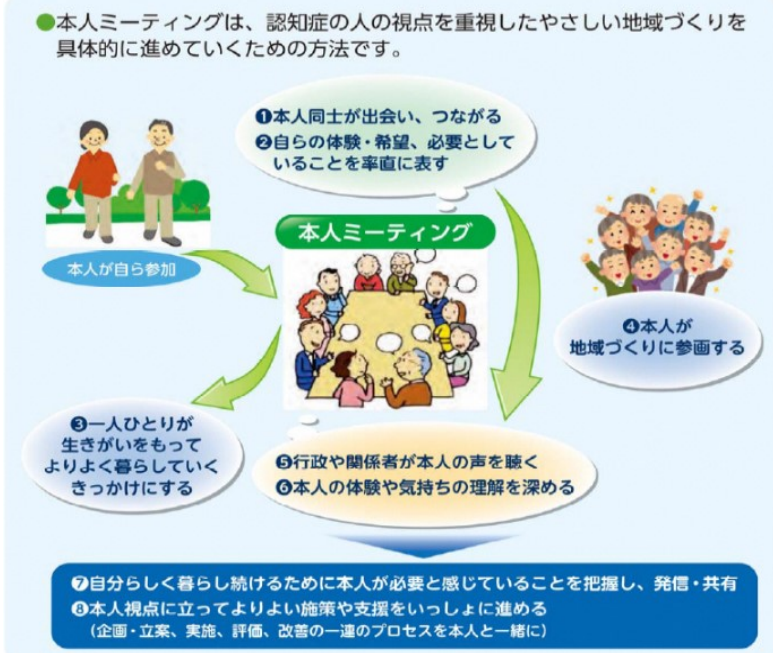 ●本人ミーティングは、認知症の人の視点を重視したやさしい地域づくりを
具体的に進めていくための方法です。
❶本人同士が出会い、つながる
❷自らの体験・希望、必要として
いることを率直に表す
本人ミーティング
本人が自ら参加
❹本人が
地域づくりに参画する
❸一人ひとりが
生きがいをもって
よりよく暮らしていく
きっかけにする
❺行政や関係者が本人の声を聴く
❻本人の体験や気持ちの理解を深める
❼自分らしく暮らし続けるために本人が必要と感じていることを把握し、発信・共有
❽本人視点に立ってよりよい施策や支援をいっしょに進める
（企画・立案、実施、評価、改善の一連のプロセスを本人と一緒に）